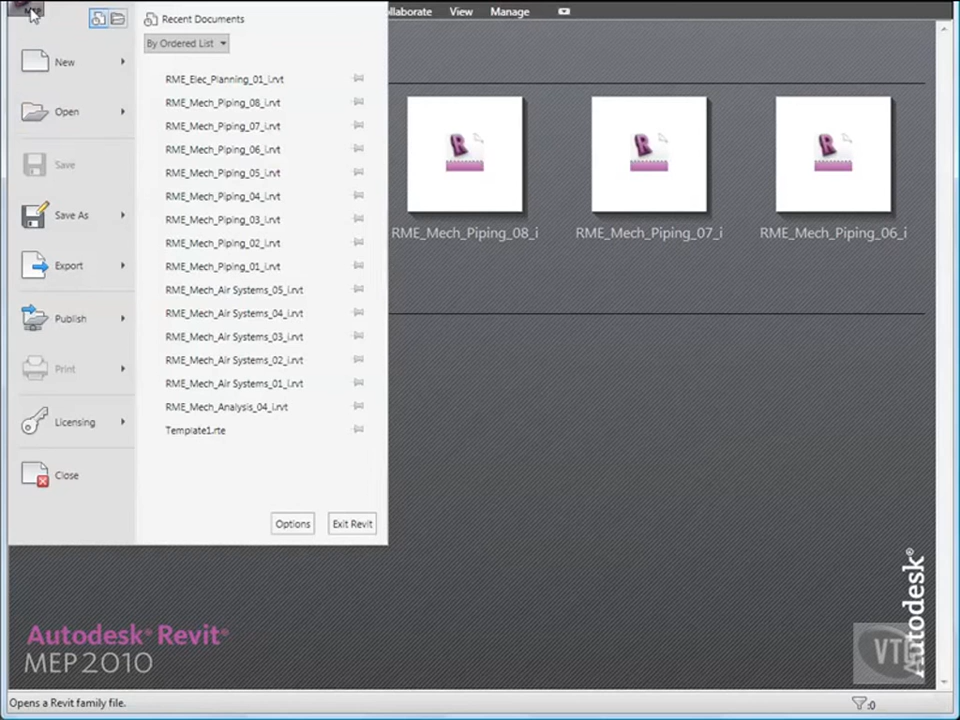 ollaborate View Manage
Recent Documents
By Ordered List
New
Open
Save
Save As
Export
Publish
Print
Licensing
Close
RME_Elec_Planning_01_i.rvt
RME_Mech_Piping_08_i.rvt
RME_Mech_Piping_07_i.rvt
RME_Mech_Piping_06_i.rvt
RME_Mech_Piping_05_i.rvt
RME_Mech_Piping_04_i.rvt
RME_Mech_Piping_03_i.rvt
RME_Mech_Piping_02_i.rvt
RME_Mech_Piping_01_i.rvt
RME_Mech_Air Systems_05_i.rvt
RME_Mech_Air Systems_04_i.rvt
RME_Mech_Air Systems_03_i.rvt
RME_Mech_Air Systems_02_i.rvt
RME_Mech_Air Systems_01_i.rvt
RME_Mech_Analysis_04_i.rvt
Template1.rte
Options Exit Revit
R R R
RME_Mech_Piping_08_i RME_Mech_Piping_07_i RME_Mech_Piping_06_i
Autodesk® Revit®
MEP 2010
Autodesk®
VTC
Opens a Revit family file.
:0